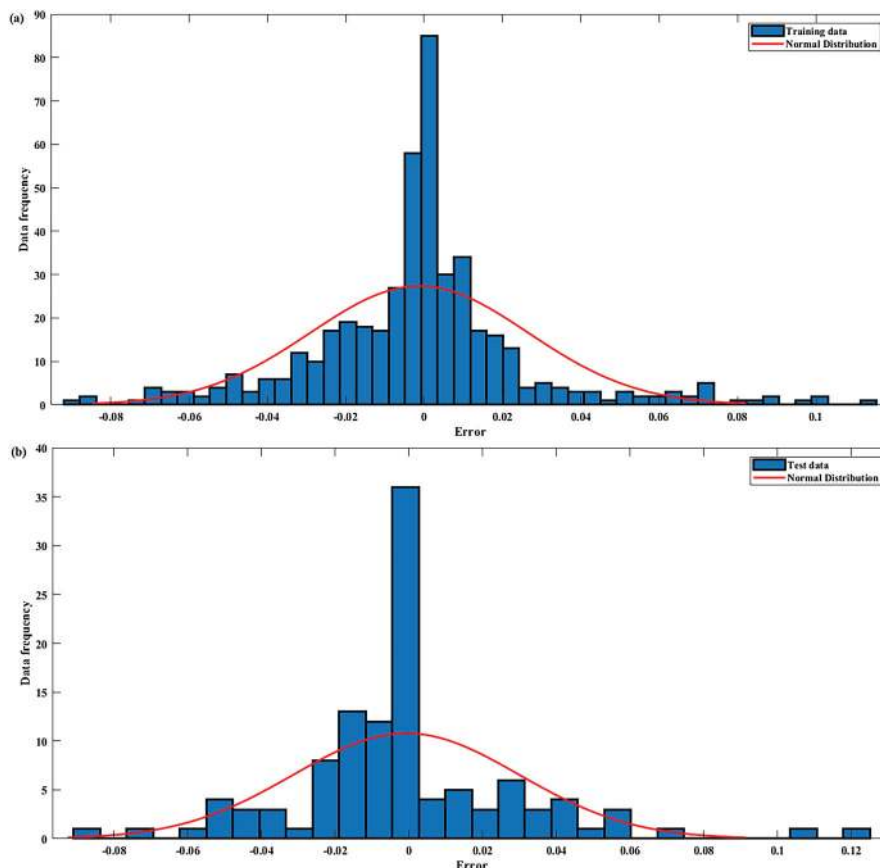 (a)
90
80
70
60
50
40
30
20
10
0
Data frequency
Training data
Normal Distribution
-0.08 -0.06 -0.04 -0.02 0 0.02 0.04 0.06 0.08 0.1
Error
(b)
40
35
30
25
20
15
10
5
0
Data frequency
Test data
Normal Distribution
-0.08 -0.06 -0.04 -0.02 0 0.02 0.04 0.06 0.08 0.1 0.12
Error